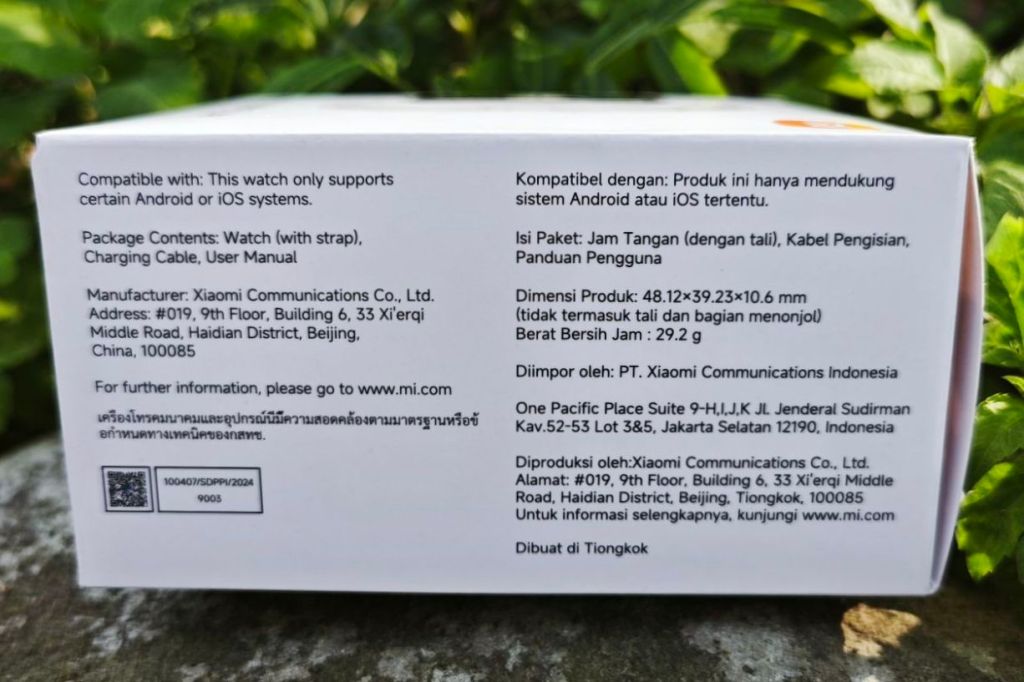 Compatible with: This watch only supports
certain Android or iOS systems.
Package Contents: Watch (with strap),
Charging Cable, User Manual
Manufacturer: Xiaomi Communications Co., Ltd.
Address: #019, 9th Floor, Building 6, 33 Xi'erqi
Middle Road, Haidian District, Beijing,
China, 100085
For further information, please go to www.mi.com
เครื่องโทรคมนาคมและอุปกรณ์นี้มีความสอดคล้องตามมาตรฐานหรือข้
อกำหนดทางเทคนิคของกสทช.
100407/SDPPI/2024
9003
Kompatibel dengan: Produk ini hanya mendukung
sistem Android atau iOS tertentu.
Isi Paket: Jam Tangan (dengan tali), Kabel Pengisian,
Panduan Pengguna
Dimensi Produk: 48.12×39.23×10.6 mm
(tidak termasuk tali dan bagian menonjol)
Berat Bersih Jam : 29.2 g
Diimpor oleh: PT. Xiaomi Communications Indonesia
One Pacific Place Suite 9-H,I,J,K Jl. Jenderal Sudirman
Kav.52-53 Lot 3&5, Jakarta Selatan 12190, Indonesia
Diproduksi oleh:Xiaomi Communications Co., Ltd.
Alamat: #019, 9th Floor, Building 6, 33 Xi'erqi Middle
Road, Haidian District, Beijing, Tiongkok, 100085
Untuk informasi selengkapnya, kunjungi www.mi.com
Dibuat di Tiongkok